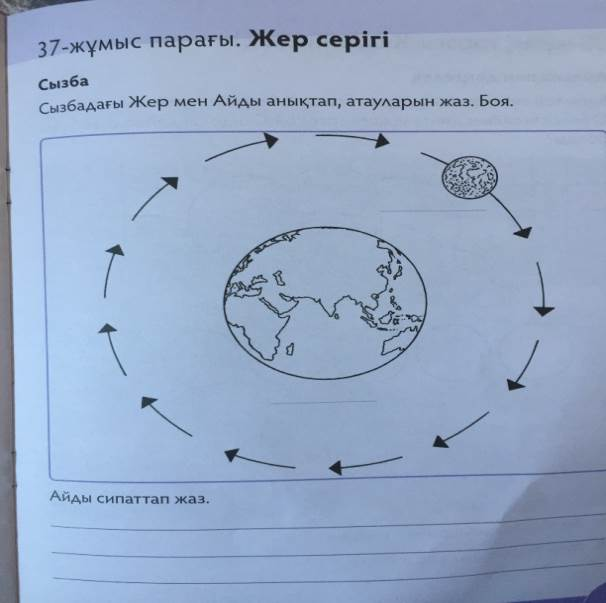 37-жұмыс парағы. Жер серігі
Сызба
Сызбадағы Жер мен Айды анықтап, атауларын жаз. Боя.
Айды сипаттап жаз.